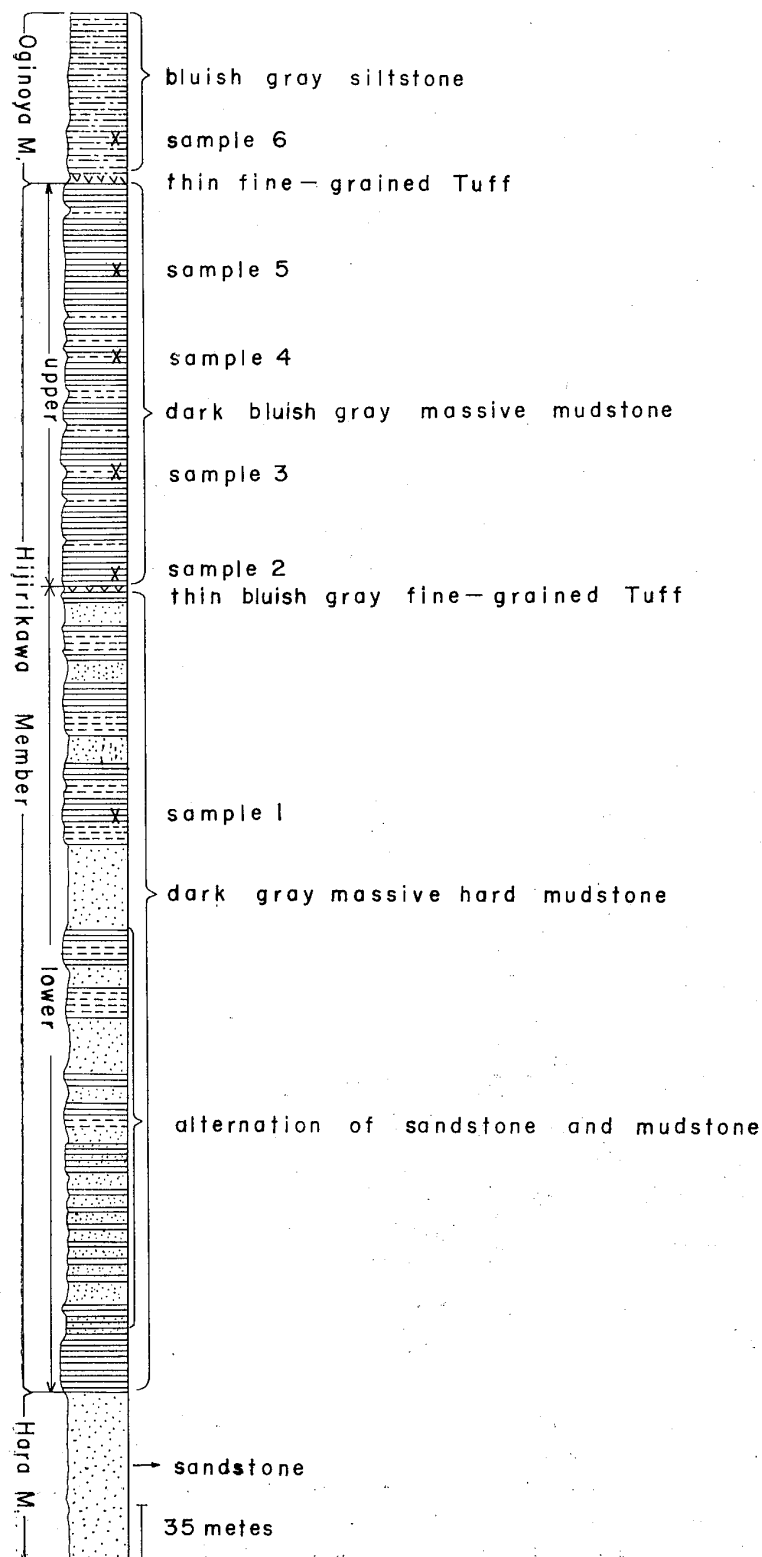 Oginoya M.
bluish gray siltstone
sample 6
thin fine-grained Tuff
sample 5
sample 4
upper
dark bluish gray massive mudstone
sample 3
sample 2
Hijirikawa Member
thin bluish gray fine-grained Tuff
sample 1
dark gray massive hard mudstone
lower
alternation of sandstone and mudstone
Hara M.
sandstone
35 metes